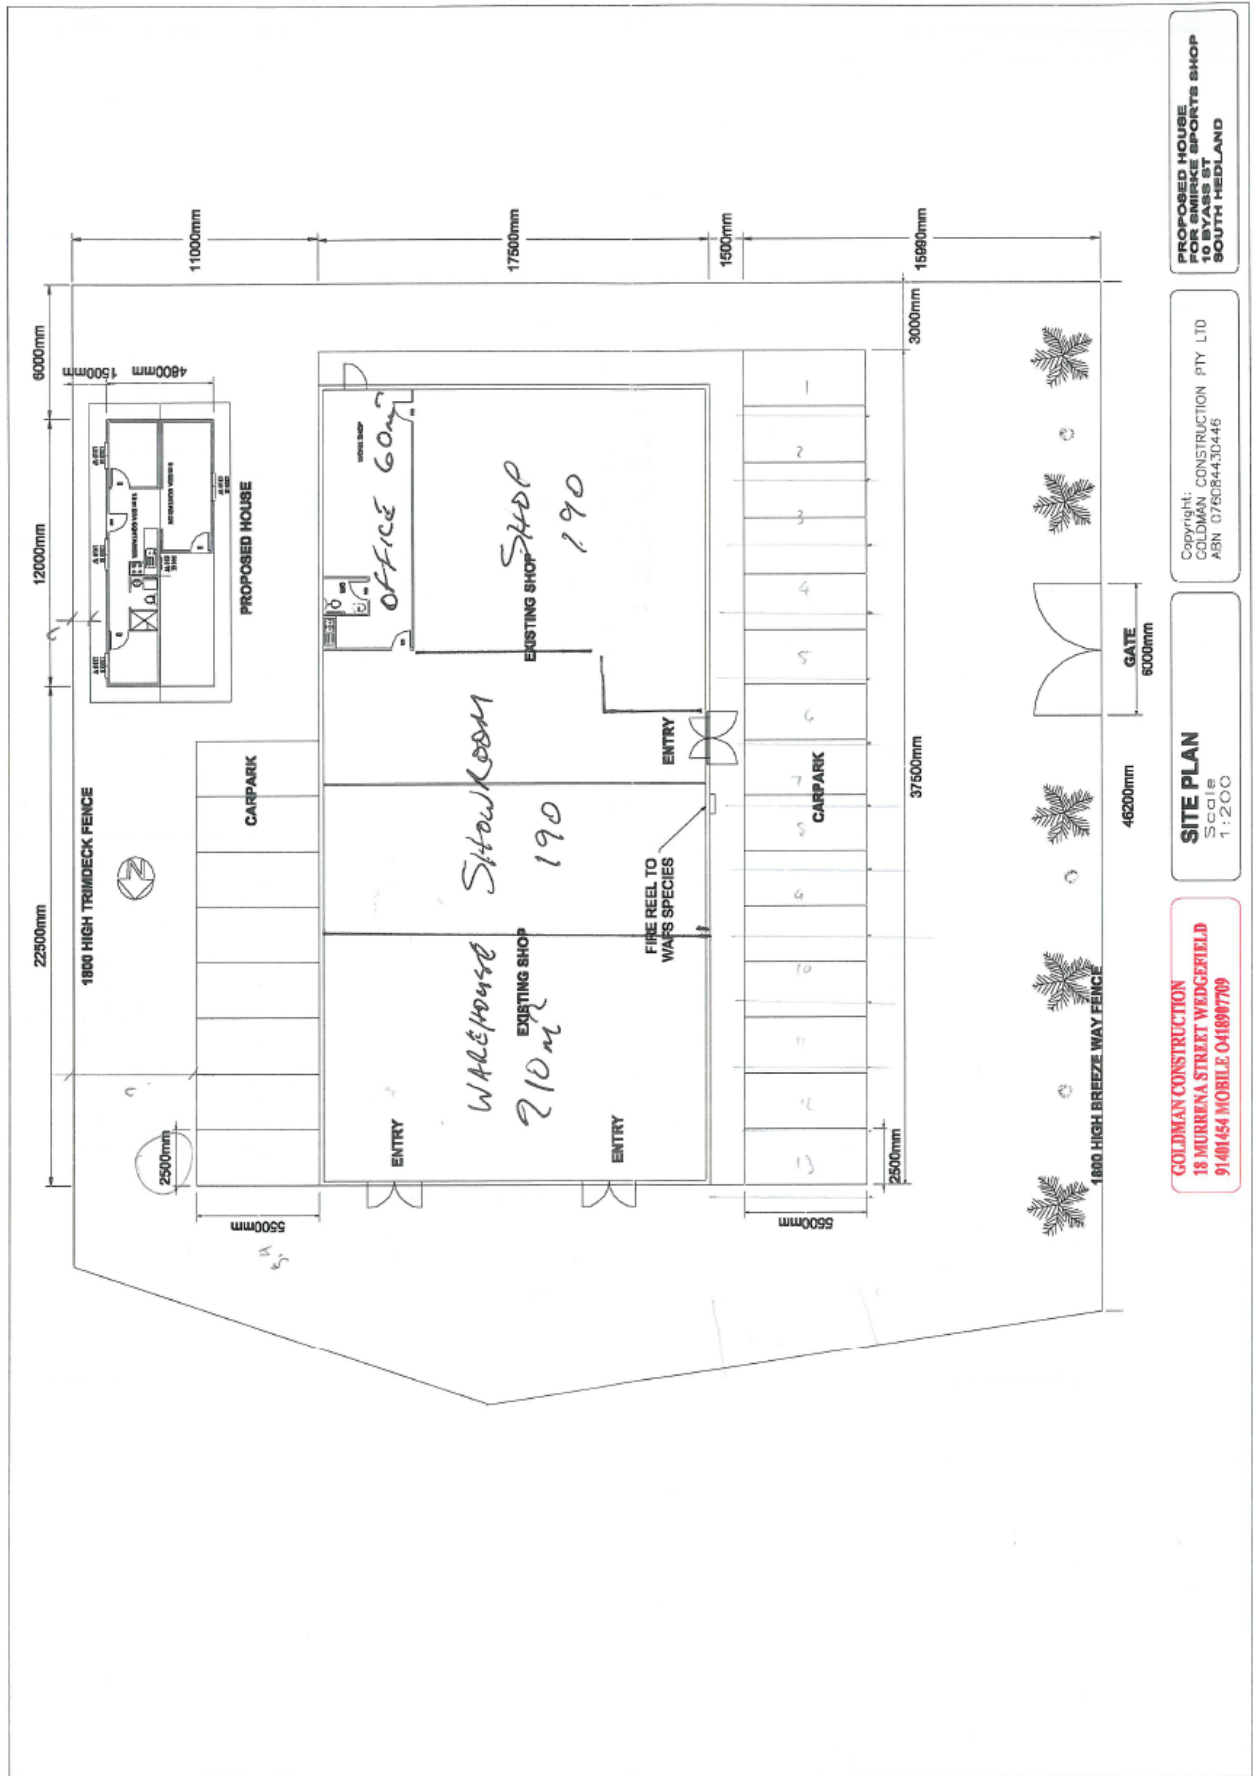 22500mm
12000mm
6000mm
1800 HIGH TRIMDECK FENCE
1500mm
4800mm
PROPOSED HOUSE
11000mm
17500mm
1500mm
15990mm
3000mm
N
CARPARK
2500mm
5500mm
WORKSHOP
OFFICE 60m²
EXISTING SHOP
SHOP
190
SHOWROOM
190
WAREHOUSE
EXISTING SHOP
210m²
ENTRY
ENTRY
ENTRY
FIRE REEL TO
WAFS SPECIES
CARPARK
13
12
11
10
9
8
7
6
5
4
3
2
1
5500mm
2500mm
37500mm
1800 HIGH BREEZE WAY FENCE
GATE
6000mm
46200mm
GOLDMAN CONSTRUCTION
18 MURRENA STREET WEDGEFIELD
91401454 MOBILE 0418907709
SITE PLAN
Scale
1:200
Copyright:
GOLDMAN CONSTRUCTION PTY LTD
ABN 07608443D446
PROPOSED HOUSE
FOR SMIRKE SPORTS SHOP
10 BYASS ST
SOUTH HEDLAND